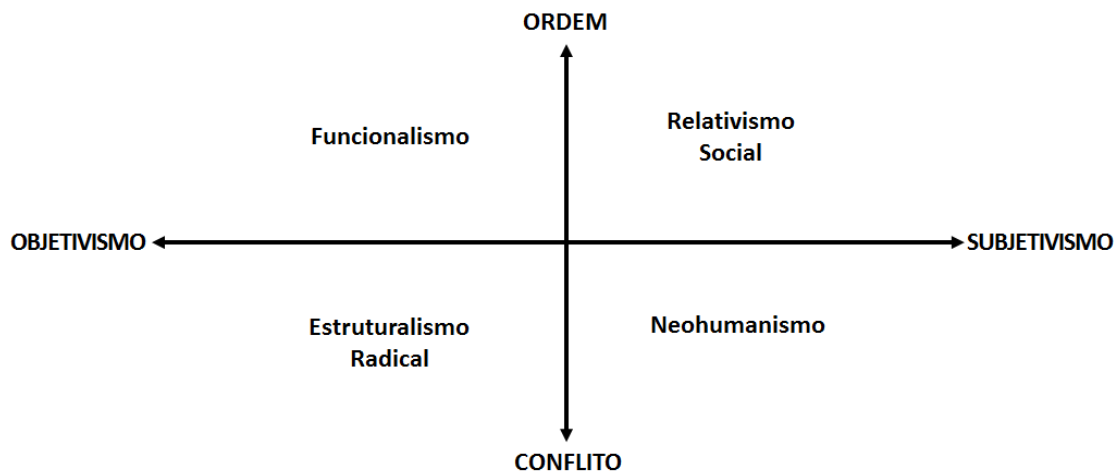 ORDEM
Funcionalismo
Relativismo
Social
OBJETIVISMO
SUBJETIVISMO
Estruturalismo
Radical
Neohumanismo
CONFLITO